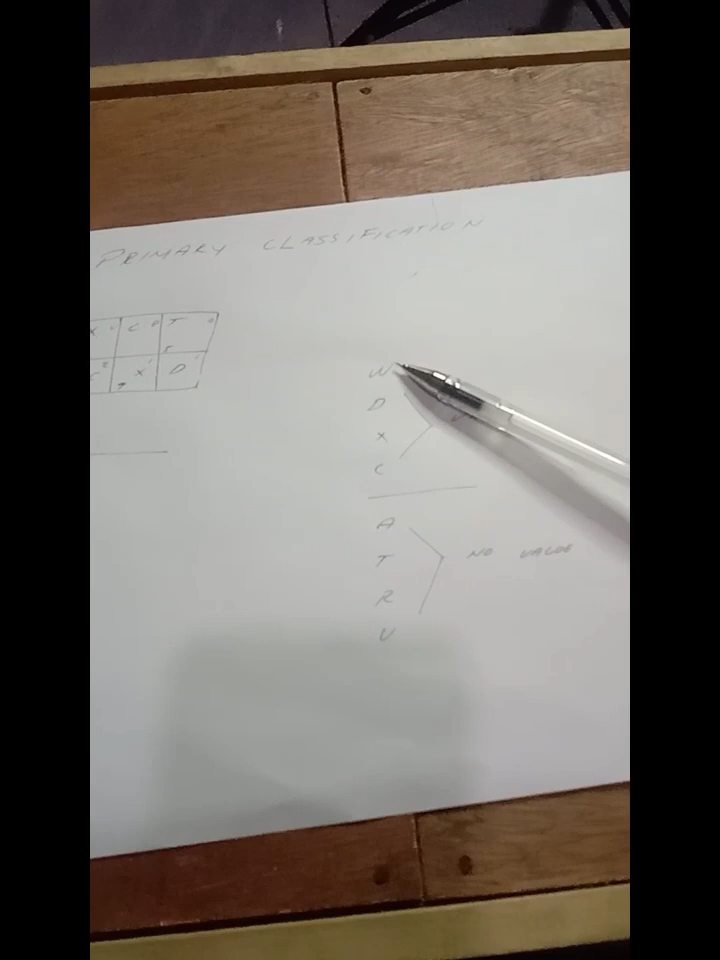 PRIMARY CLASSIFICATION
X C T
X D
W
D
X
C
A
T
R
U
NO VALUE